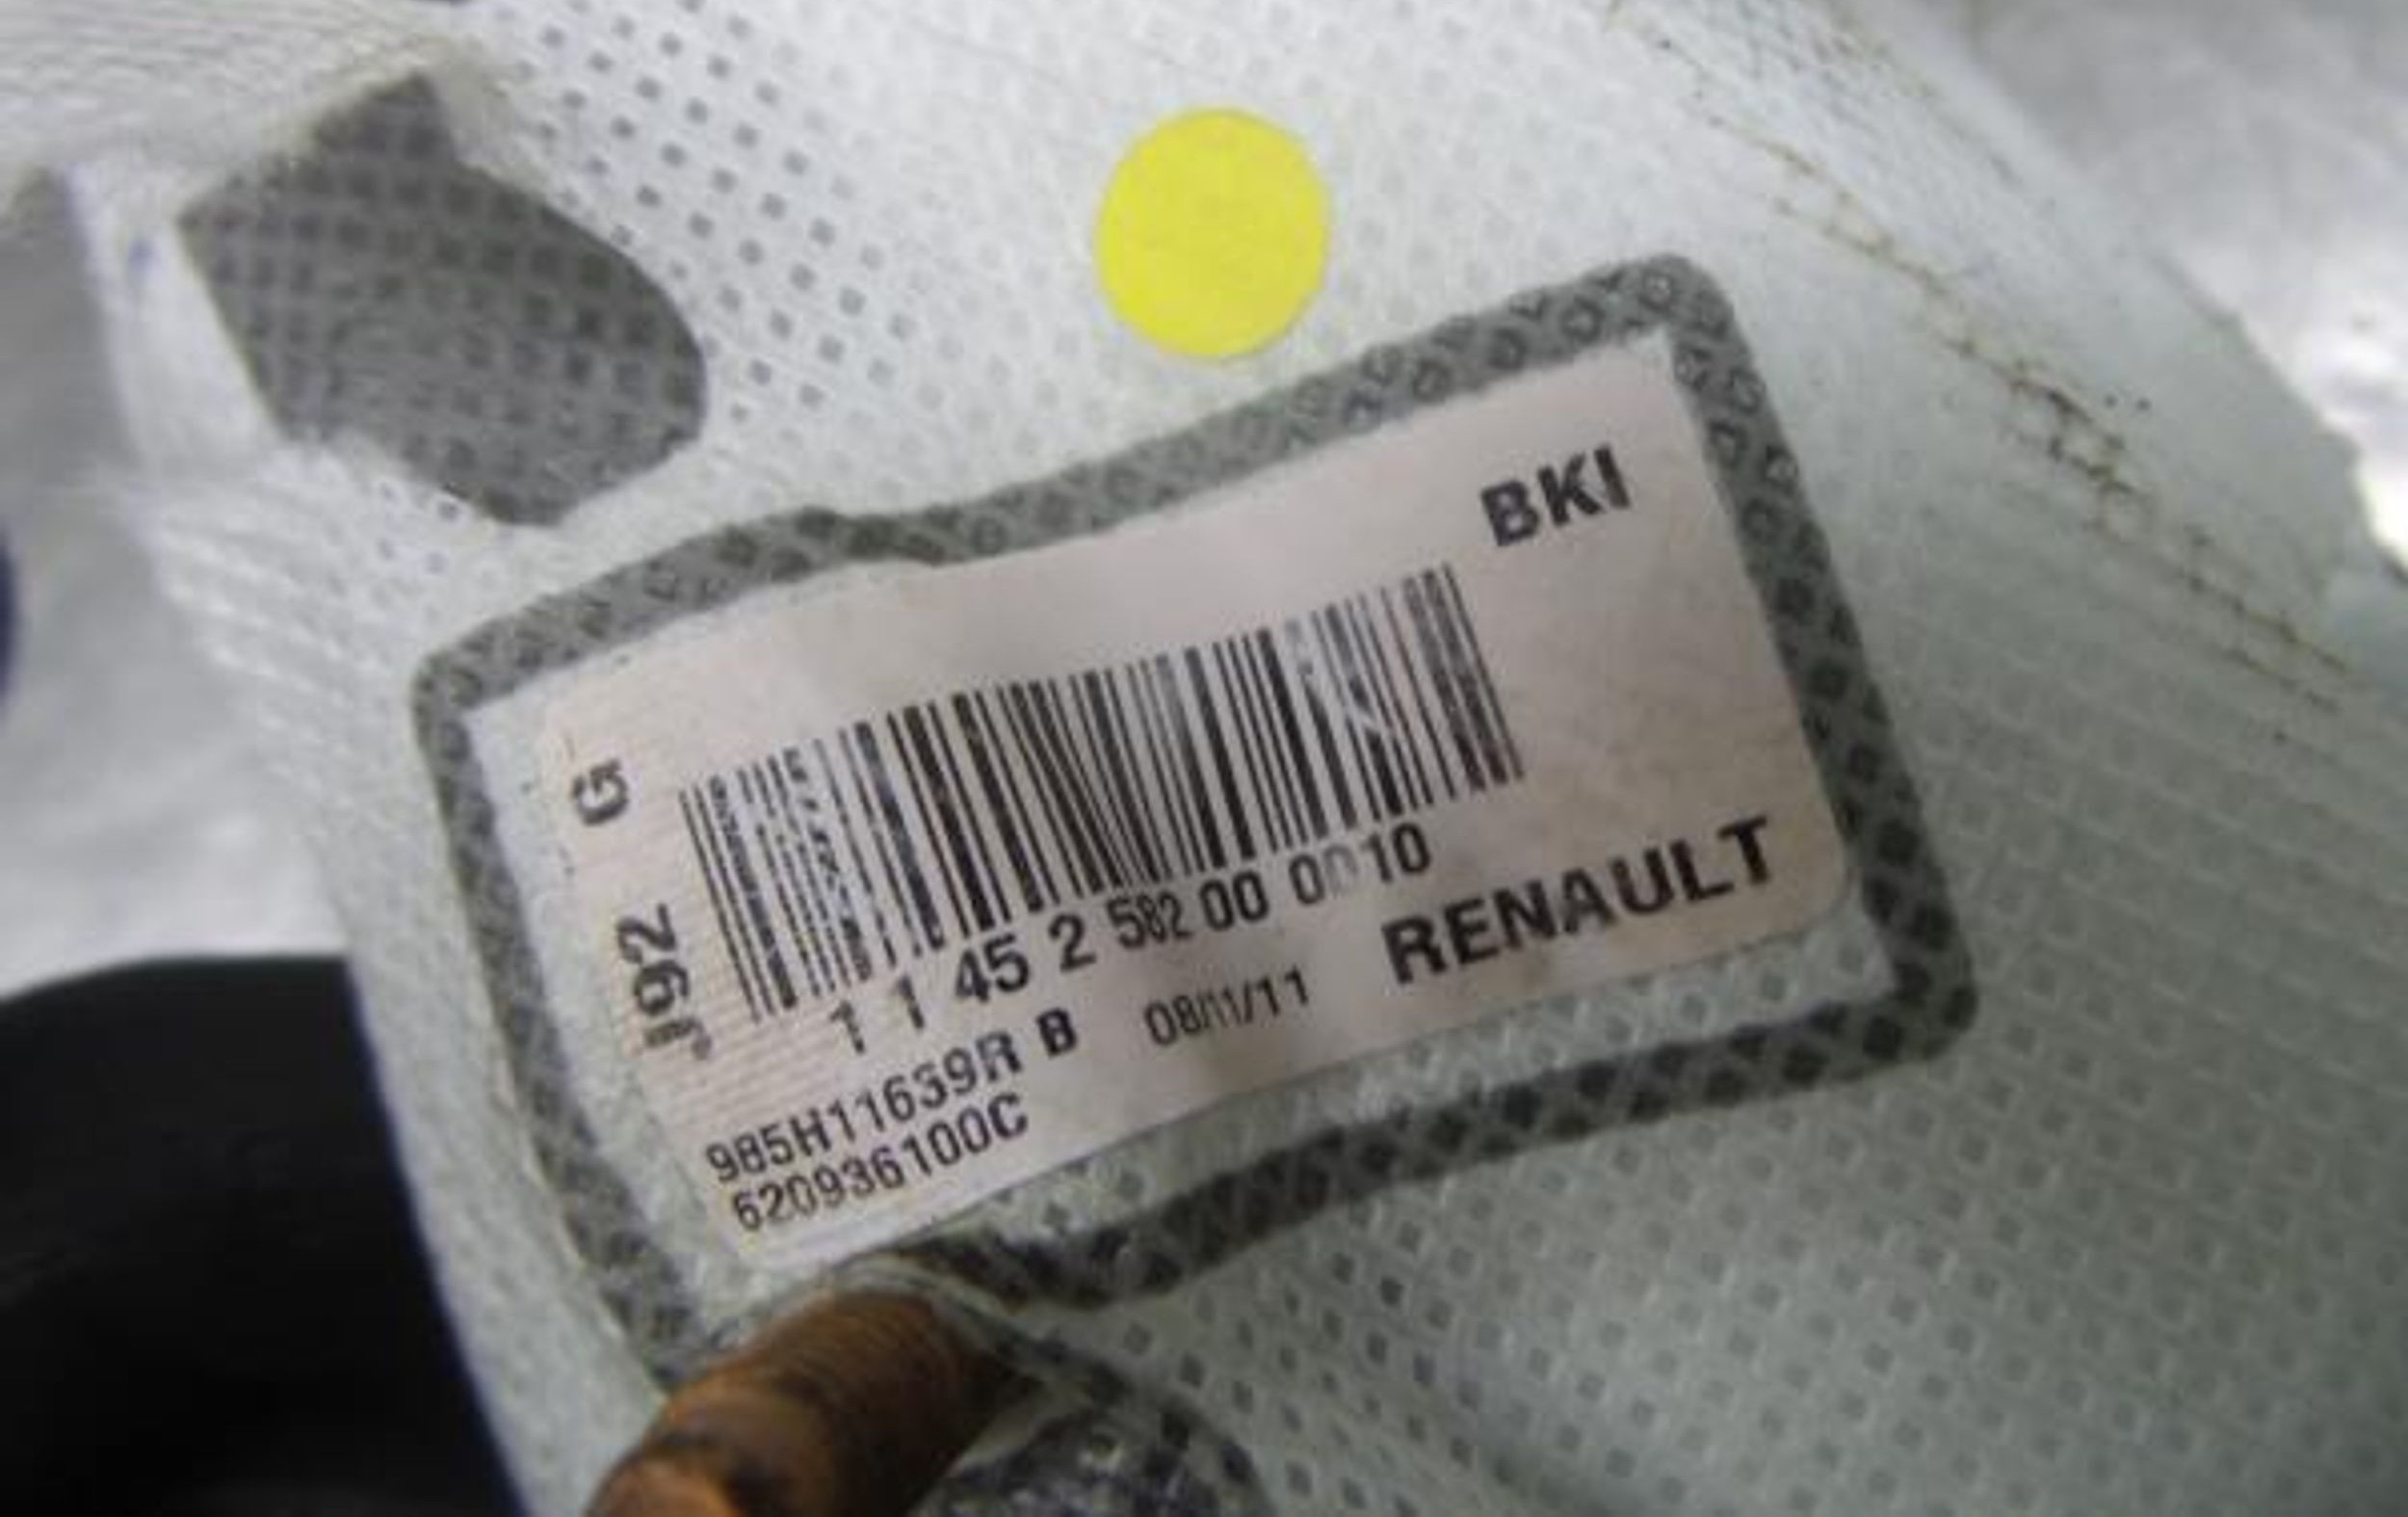 BKI
G
J92
1 1 45 2 582 00 0010
RENAULT
985H11639R B 08/11/11
620936100C